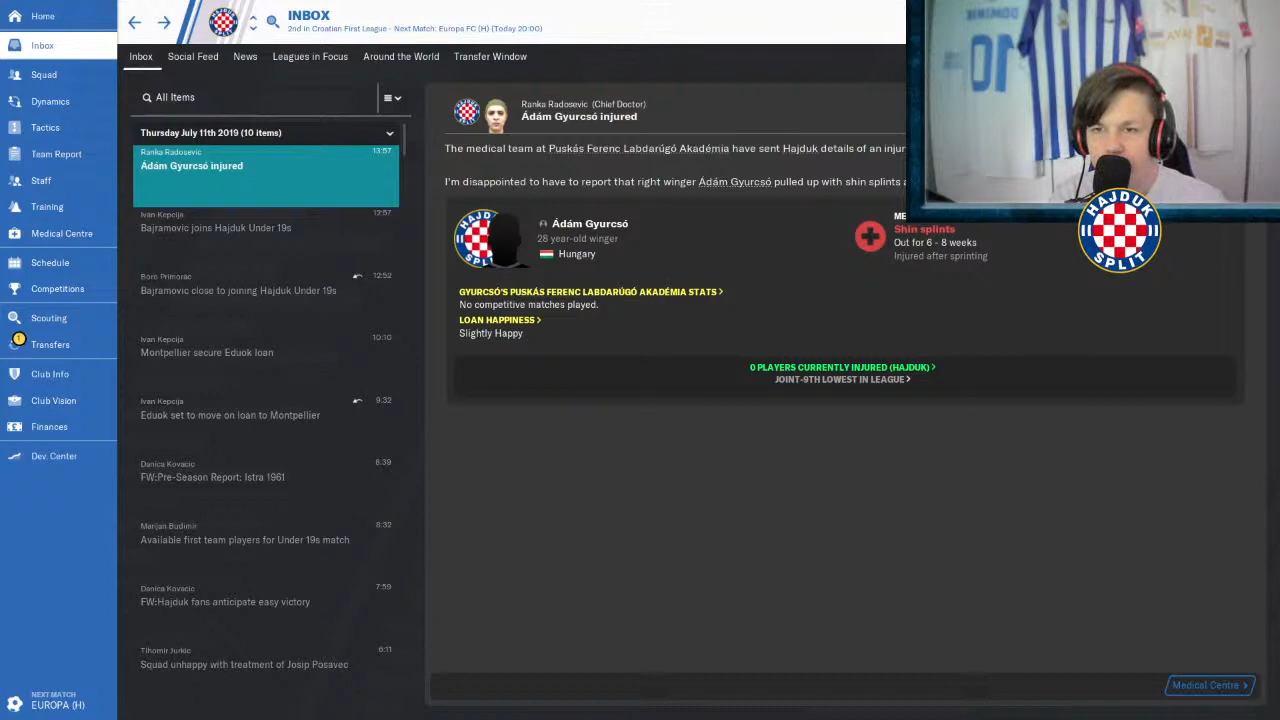 Home
Inbox
Squad
Dynamics
Tactics
Team Report
Staff
Training
Medical Centre
Schedule
Competitions
Scouting
1
Transfers
Club Info
Club Vision
Finances
Dev. Center
NEXT MATCH
EUROPA (H)
INBOX
2nd in Croatian First League - Next Match: Europa FC (H) (Today 20:00)
Inbox
Social Feed
News
Leagues in Focus
Around the World
Transfer Window
All Items
Thursday July 11th 2019 (10 items)
Ranka Radosevic 13:57
Ádám Gyurcsó injured
Ivan Kepcija 12:57
Bajramovic joins Hajduk Under 19s
Boro Primorac 12:52
Bajramovic close to joining Hajduk Under 19s
Ivan Kepcija 10:10
Montpellier secure Eduok loan
Ivan Kepcija 9:32
Eduok set to move on loan to Montpellier
Danica Kovacic 8:39
FW:Pre-Season Report: Istra 1961
Marijan Budimir 8:32
Available first team players for Under 19s match
Danica Kovacic 7:59
FW:Hajduk fans anticipate easy victory
Tihomir Jurkic 6:11
Squad unhappy with treatment of Josip Posavec
Ranka Radosevic (Chief Doctor)
Ádám Gyurcsó injured
The medical team at Puskás Ferenc Labdarúgó Akadémia have sent Hajduk details of an injur
I'm disappointed to have to report that right winger Ádám Gyurcsó pulled up with shin splints a
HAJDUK
Ádám Gyurcsó
28 year-old winger
Hungary
ME
Shin splints
Out for 6 - 8 weeks
Injured after sprinting
GYURCSÓ'S PUSKÁS FERENC LABDARÚGÓ AKADÉMIA STATS >
No competitive matches played.
LOAN HAPPINESS >
Slightly Happy
0 PLAYERS CURRENTLY INJURED (HAJDUK) >
JOINT-9TH LOWEST IN LEAGUE >
Medical Centre >
DOMINIK
10
HAJDUK
SPLIT